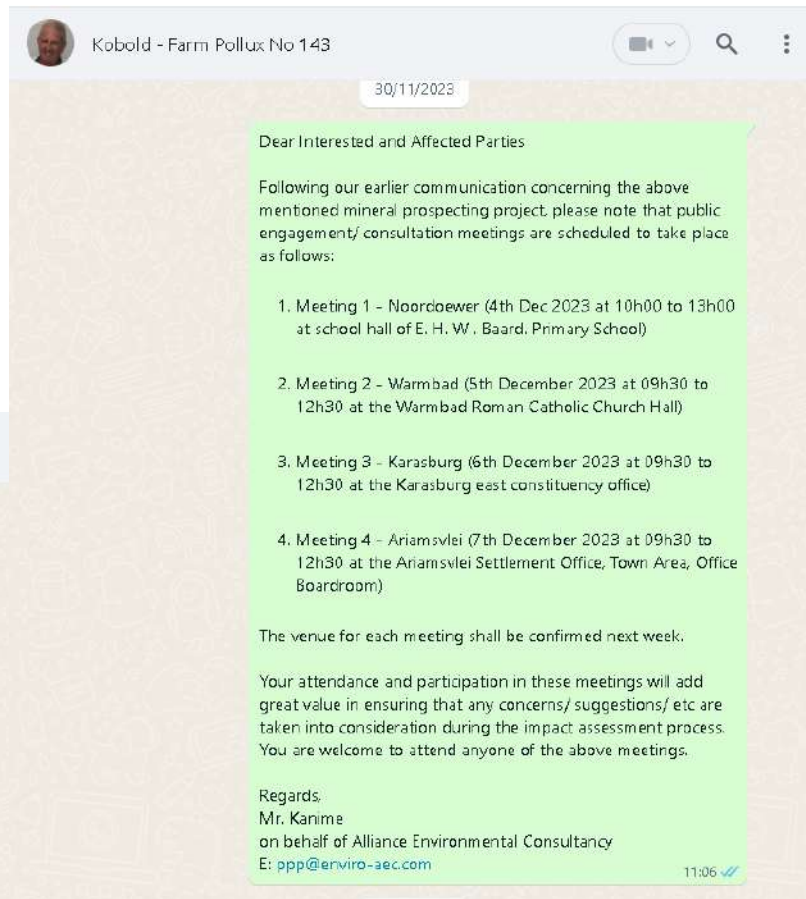 Kobold - Farm Pollux No 143
30/11/2023
Dear Interested and Affected Parties
Following our earlier communication concerning the above
mentioned mineral prospecting project, please note that public
engagement/ consultation meetings are scheduled to take place
as follows:
1. Meeting 1 - Noordoewer (4th Dec 2023 at 10h00 to 13h00
at school hall of E. H. W . Baard. Primary School)
2. Meeting 2 - Warmbad (5th December 2023 at 09h30 to
12h30 at the Warmbad Roman Catholic Church Hall)
3. Meeting 3 - Karasburg (6th December 2023 at 09h30 to
12h30 at the Karasburg east constituency office)
4. Meeting 4 - Ariamsvlei (7th December 2023 at 09h30 to
12h30 at the Ariamsvlei Settlement Office, Town Area, Office
Boardroom)
The venue for each meeting shall be confirmed next week.
Your attendance and participation in these meetings will add
great value in ensuring that any concerns/ suggestions/ etc are
taken into consideration during the impact assessment process.
You are welcome to attend anyone of the above meetings.
Regards,
Mr. Kanime
on behalf of Alliance Environmental Consultancy
E: ppp@enviro-aec.com
11:06